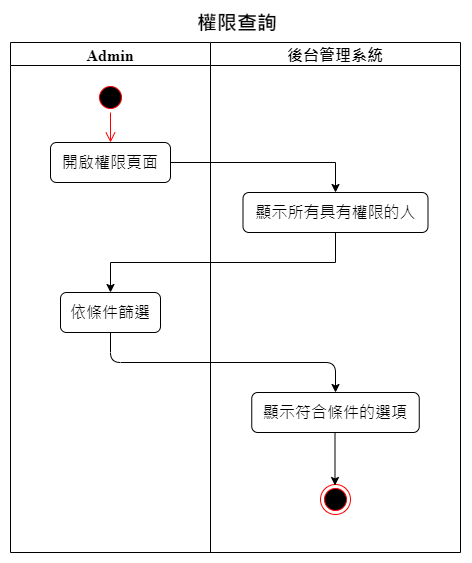 權限查詢
Admin
後台管理系統
開啟權限頁面
顯示所有具有權限的人
依條件篩選
顯示符合條件的選項